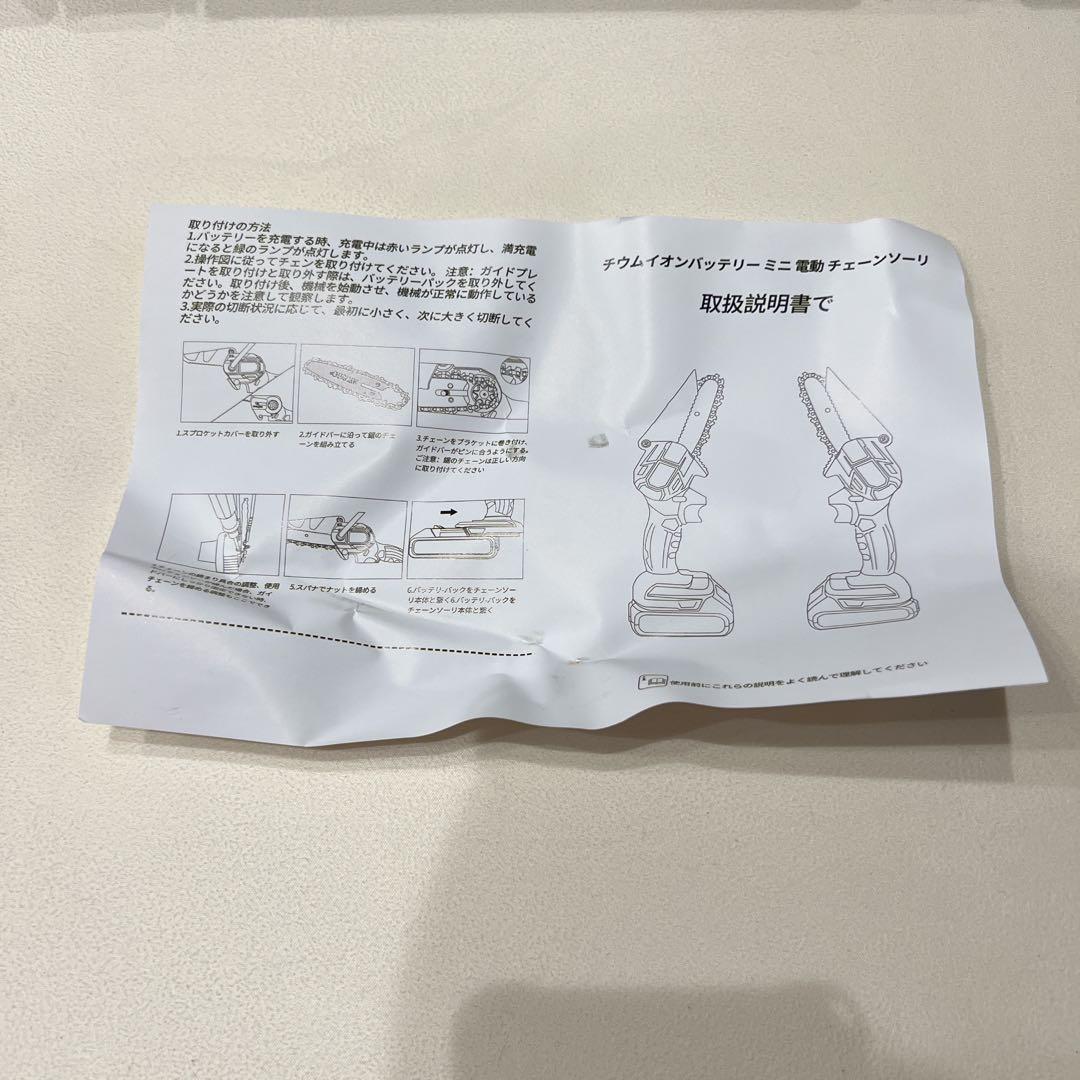 取り付けの方法
1.バッテリーを充電する時、充電中は赤いランプが点灯し、満充電
になると緑のランプが点灯します。
2.操作図に従ってチェンを取り付けてください。 注意：ガイドプレ
ートを取り付けと取り外す際は、バッテリーパックを取り外してく
ださい。取り付け後、機械を始動させ、機械が正常に動作している
かどうかを注意して観察します。
3.実際の切断状況に応じて、最初に小さく、次に大きく切断してく
ださい。
1.スプロケットカバーを取り外す
2.ガイドバーに沿って鋸のチェ
ーンを組み立てる
3.チェーンをブラケットに巻き付け、
ガイドバーがピンに合うようにする。
ご注意：鋸のチェーンは正しい方向
に取り付けてください
調整、使用
5.スパナでナットを締める
6.バッテリ-パックをチェーンソー
リ本体と繋ぐ6.バッテリ-パックを
チェーンソーリ本体と繋ぐ
チウム イオンバッテリー ミニ 電動 チェーンソーリ
取扱説明書で
使用前にこれらの説明をよく読んで理解してください